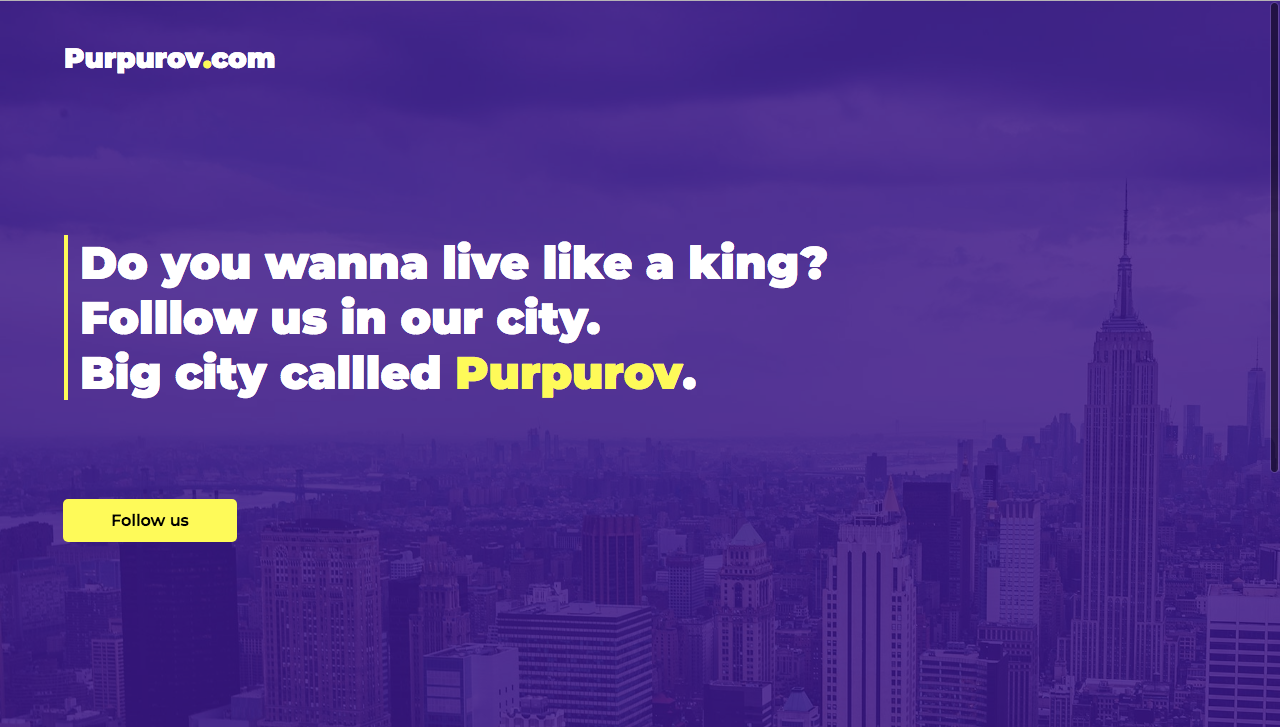 Purpurov.com
Do you wanna live like a king?
Folllow us in our city.
Big city callled Purpurov.
Follow us